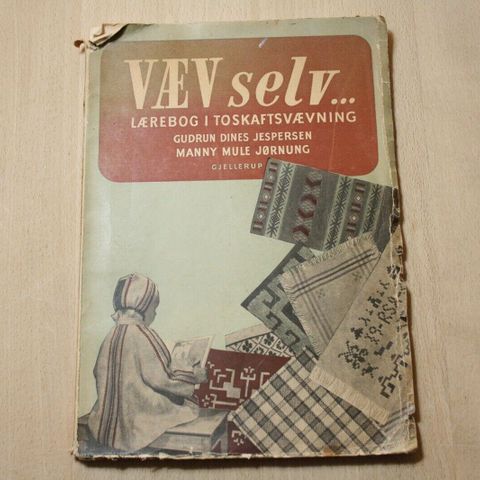 VÆV selv...
LÆREBOG I TOSKAFTSVÆVNING
GUDRUN DINES JESPERSEN
MANNY MULE JØRNUNG
GJELLERUP